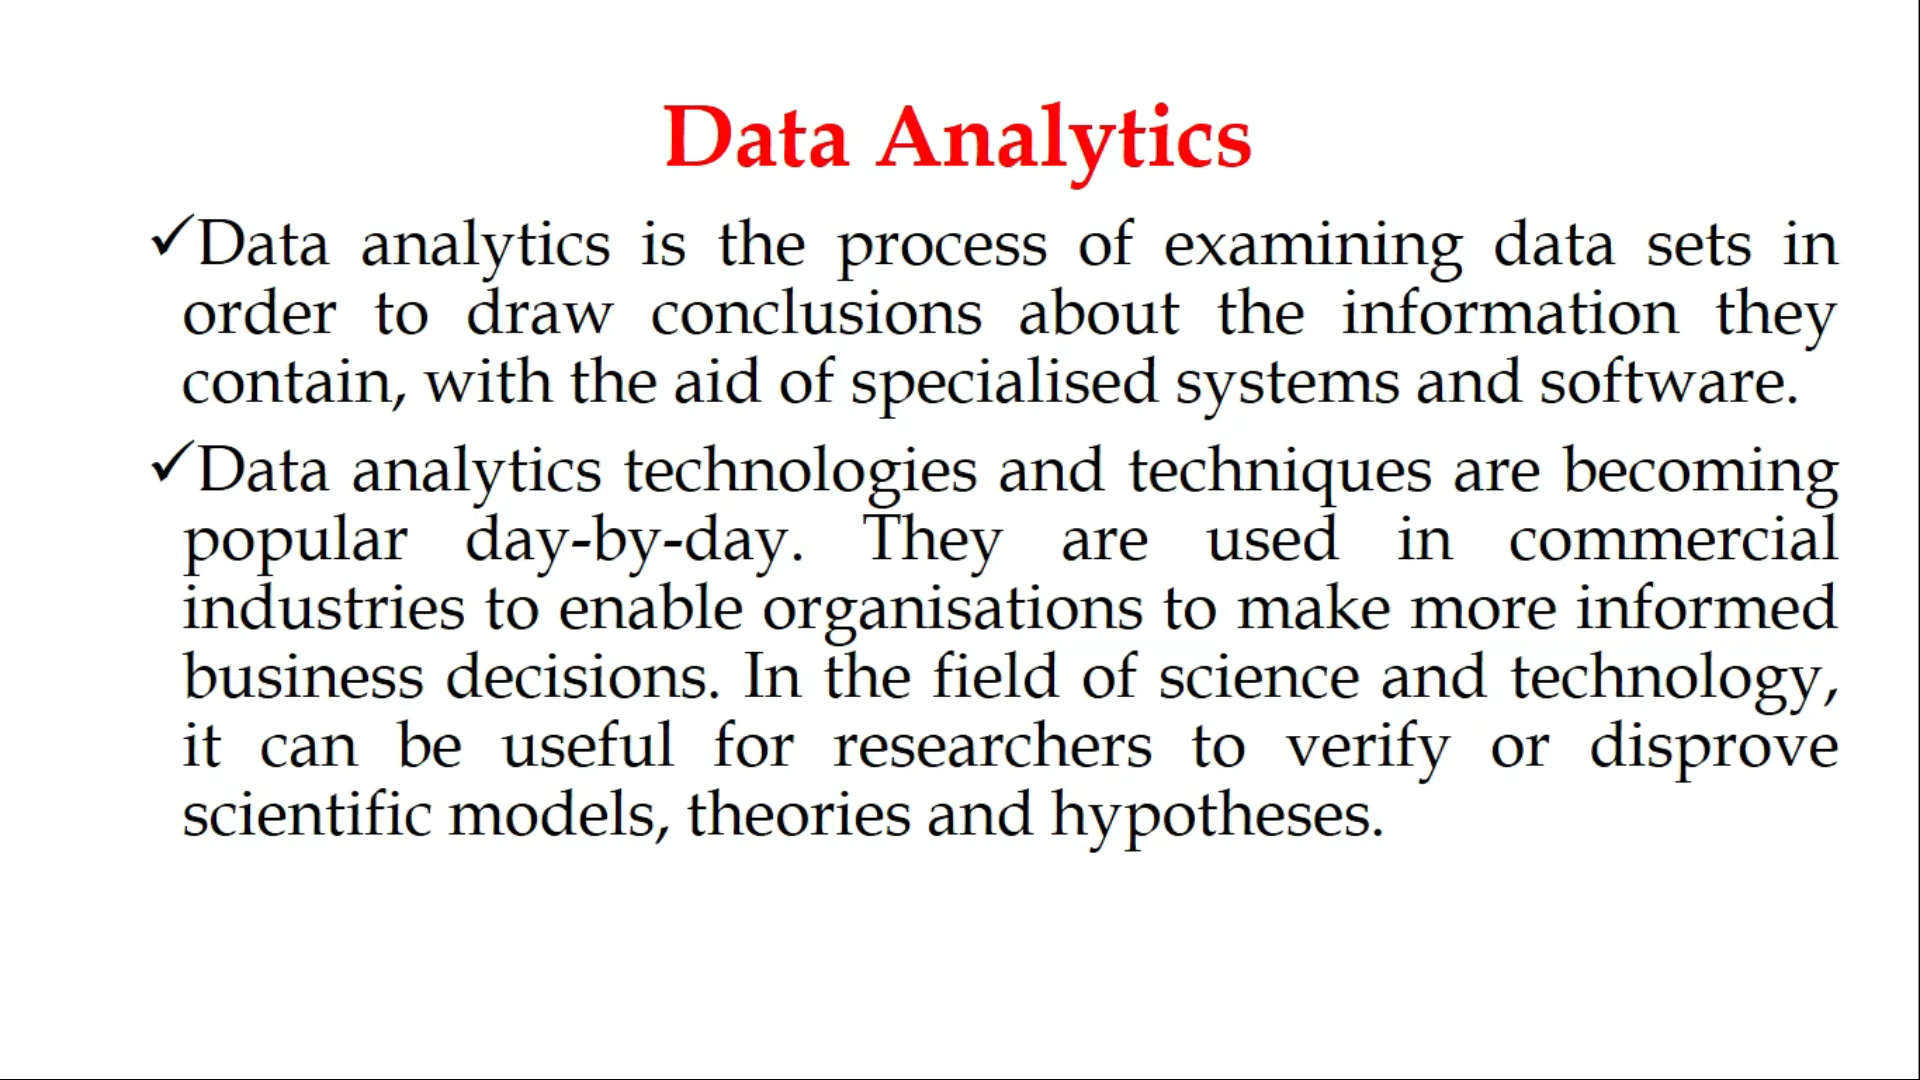 Data Analytics
✓Data analytics is the process of examining data sets in
order to draw conclusions about the information they
contain, with the aid of specialised systems and software.
✓Data analytics technologies and techniques are becoming
popular day-by-day. They are used in commercial
industries to enable organisations to make more informed
business decisions. In the field of science and technology,
it can be useful for researchers to verify or disprove
scientific models, theories and hypotheses.